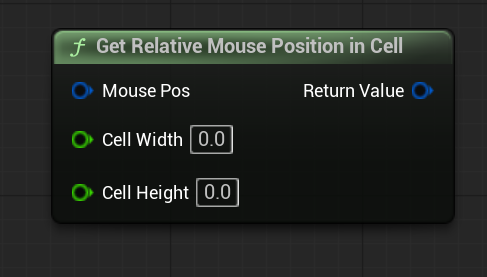 Get Relative Mouse Position in Cell
Mouse Pos Return Value
Cell Width 0.0
Cell Height 0.0